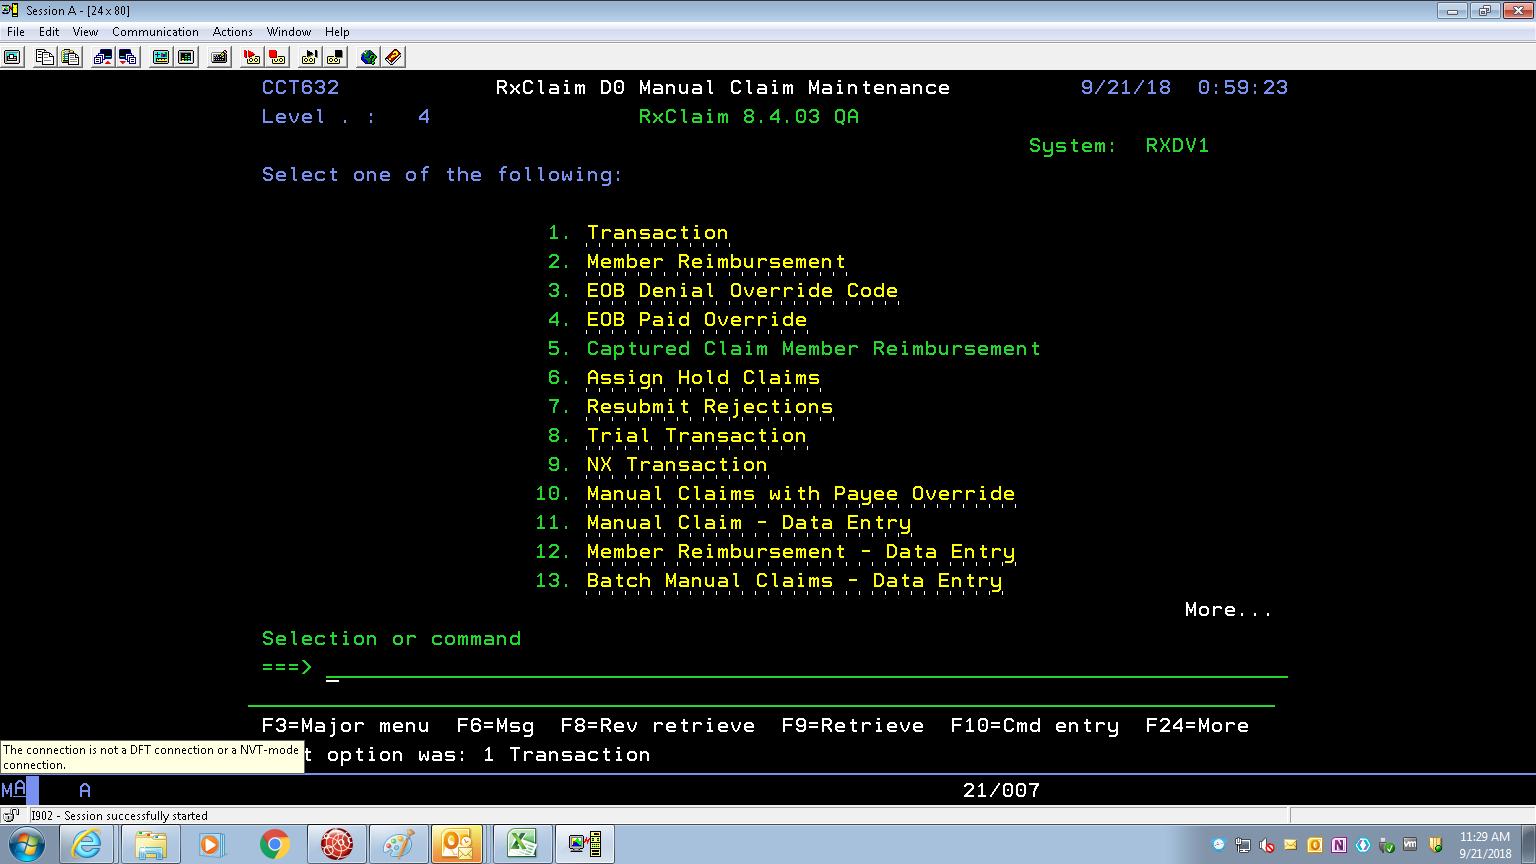 Session A - [24 x 80]
File Edit View Communication Actions Window Help
CCT632 RxClaim D0 Manual Claim Maintenance 9/21/18 0:59:23
Level . : 4 RxClaim 8.4.03 QA
System: RXDV1
Select one of the following:
1. Transaction
2. Member Reimbursement
3. EOB Denial Override Code
4. EOB Paid Override
5. Captured Claim Member Reimbursement
6. Assign Hold Claims
7. Resubmit Rejections
8. Trial Transaction
9. NX Transaction
10. Manual Claims with Payee Override
11. Manual Claim - Data Entry
12. Member Reimbursement - Data Entry
13. Batch Manual Claims - Data Entry
More...
Selection or command
===>
F3=Major menu F6=Msg F8=Rev retrieve F9=Retrieve F10=Cmd entry F24=More
The connection is not a DFT connection or a NVT-mode
connection.
t option was: 1 Transaction
MA A 21/007
I902 - Session successfully started
11:29 AM
9/21/2018